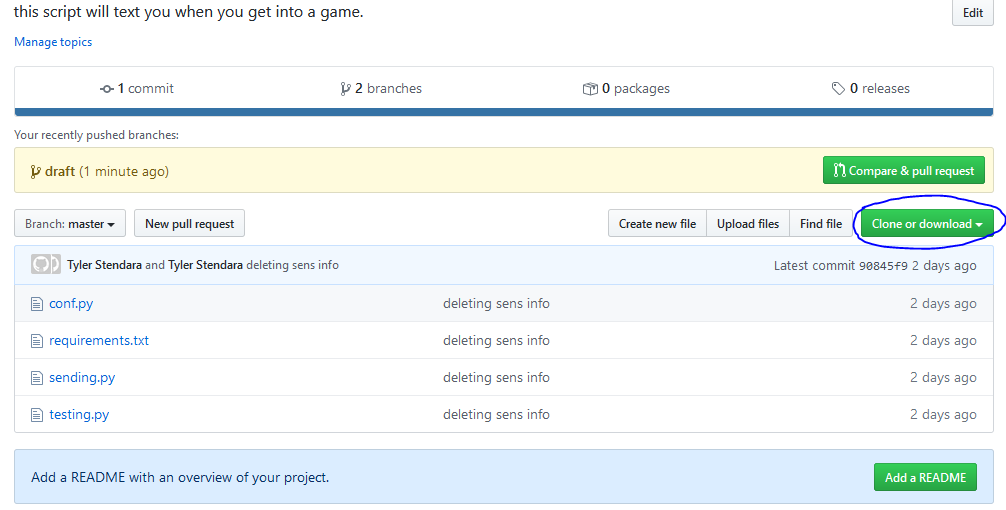 this script will text you when you get into a game.
Edit
Manage topics
1 commit 2 branches 0 packages 0 releases
Your recently pushed branches:
draft (1 minute ago) Compare & pull request
Branch: master New pull request Create new file Upload files Find file Clone or download
Tyler Stendara and Tyler Stendara deleting sens info Latest commit 90845f9 2 days ago
conf.py deleting sens info 2 days ago
requirements.txt deleting sens info 2 days ago
sending.py deleting sens info 2 days ago
testing.py deleting sens info 2 days ago
Add a README with an overview of your project. Add a README